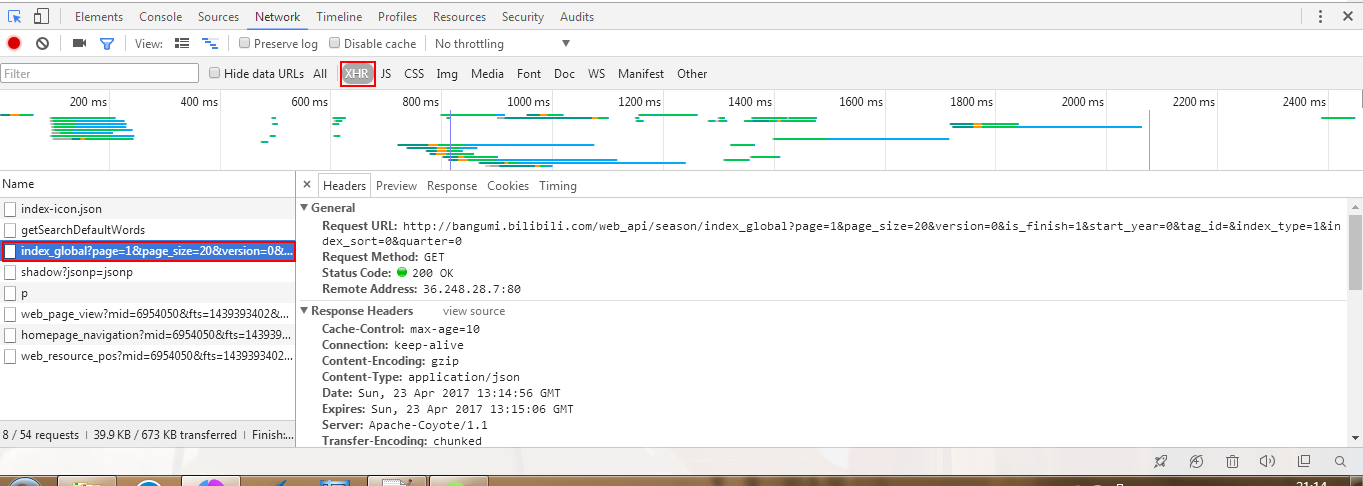 Elements Console Sources Network Timeline Profiles Resources Security Audits
View: Preserve log Disable cache No throttling
Filter Hide data URLs All XHR JS CSS Img Media Font Doc WS Manifest Other
200 ms 400 ms 600 ms 800 ms 1000 ms 1200 ms 1400 ms 1600 ms 1800 ms 2000 ms 2200 ms 2400 ms
Name
index-icon.json
getSearchDefaultWords
index_global?page=1&page_size=20&version=0&...
shadow?jsonp=jsonp
p
web_page_view?mid=6954050&fts=1439393402&...
homepage_navigation?mid=6954050&fts=143939...
web_resource_pos?mid=6954050&fts=1439393402...
8 / 54 requests | 39.9 KB / 673 KB transferred | Finish:...
× Headers Preview Response Cookies Timing
General
Request URL: http://bangumi.bilibili.com/web_api/season/index_global?page=1&page_size=20&version=0&is_finish=1&start_year=0&tag_id=&index_type=1&in
dex_sort=0&quarter=0
Request Method: GET
Status Code: 200 OK
Remote Address: 36.248.28.7:80
Response Headers view source
Cache-Control: max-age=10
Connection: keep-alive
Content-Encoding: gzip
Content-Type: application/json
Date: Sun, 23 Apr 2017 13:14:56 GMT
Expires: Sun, 23 Apr 2017 13:15:06 GMT
Server: Apache-Coyote/1.1
Transfer-Encoding: chunked
21:14